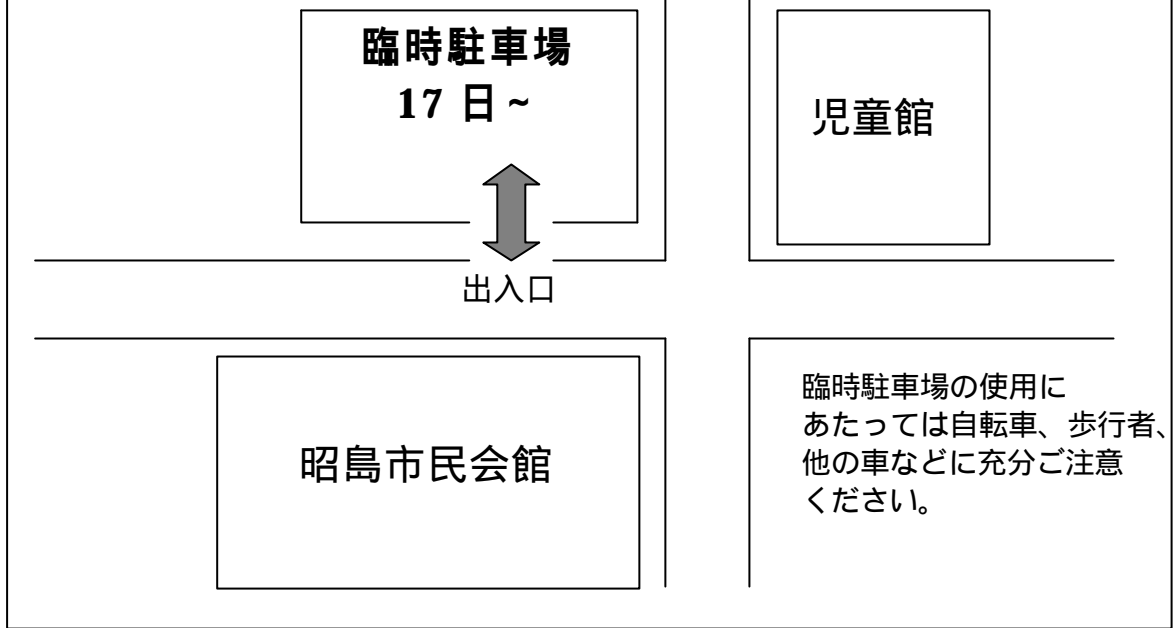 臨時駐車場
17 日~
児童館
出入口
昭島市民会館
臨時駐車場の使用に
あたっては自転車、歩行者、
他の車などに充分ご注意
ください。